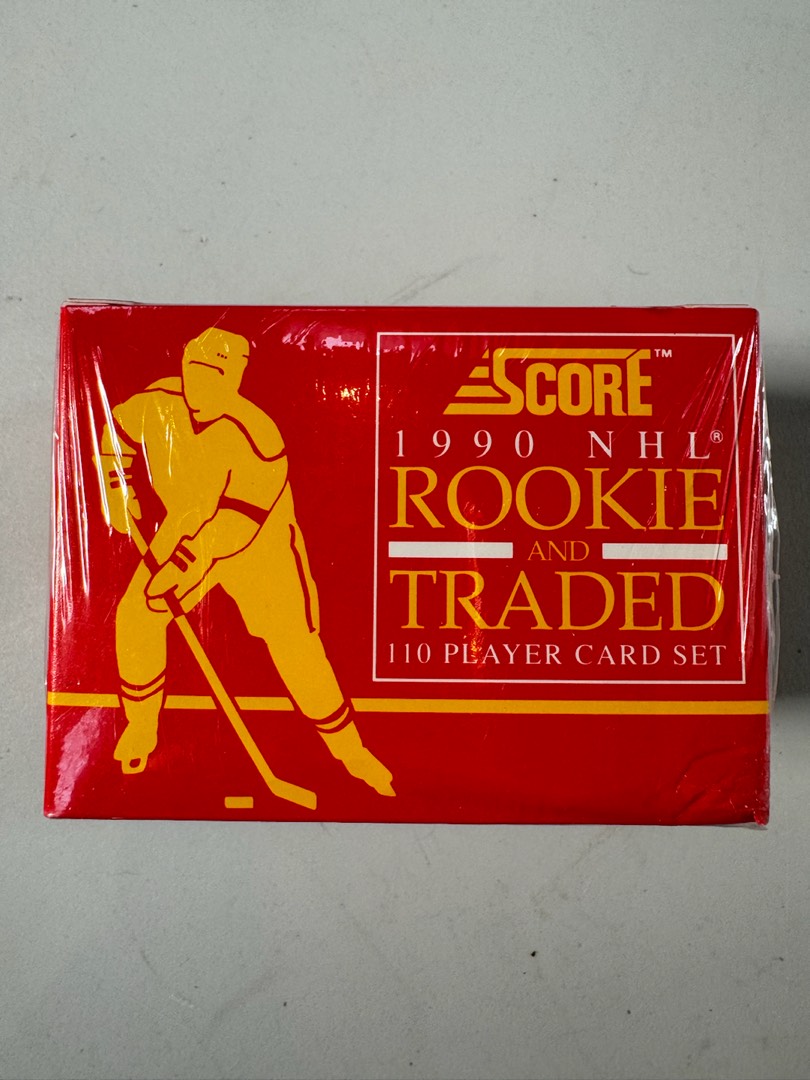 SCORE™
1990 NHL®
ROOKIE
AND
TRADED
110 PLAYER CARD SET